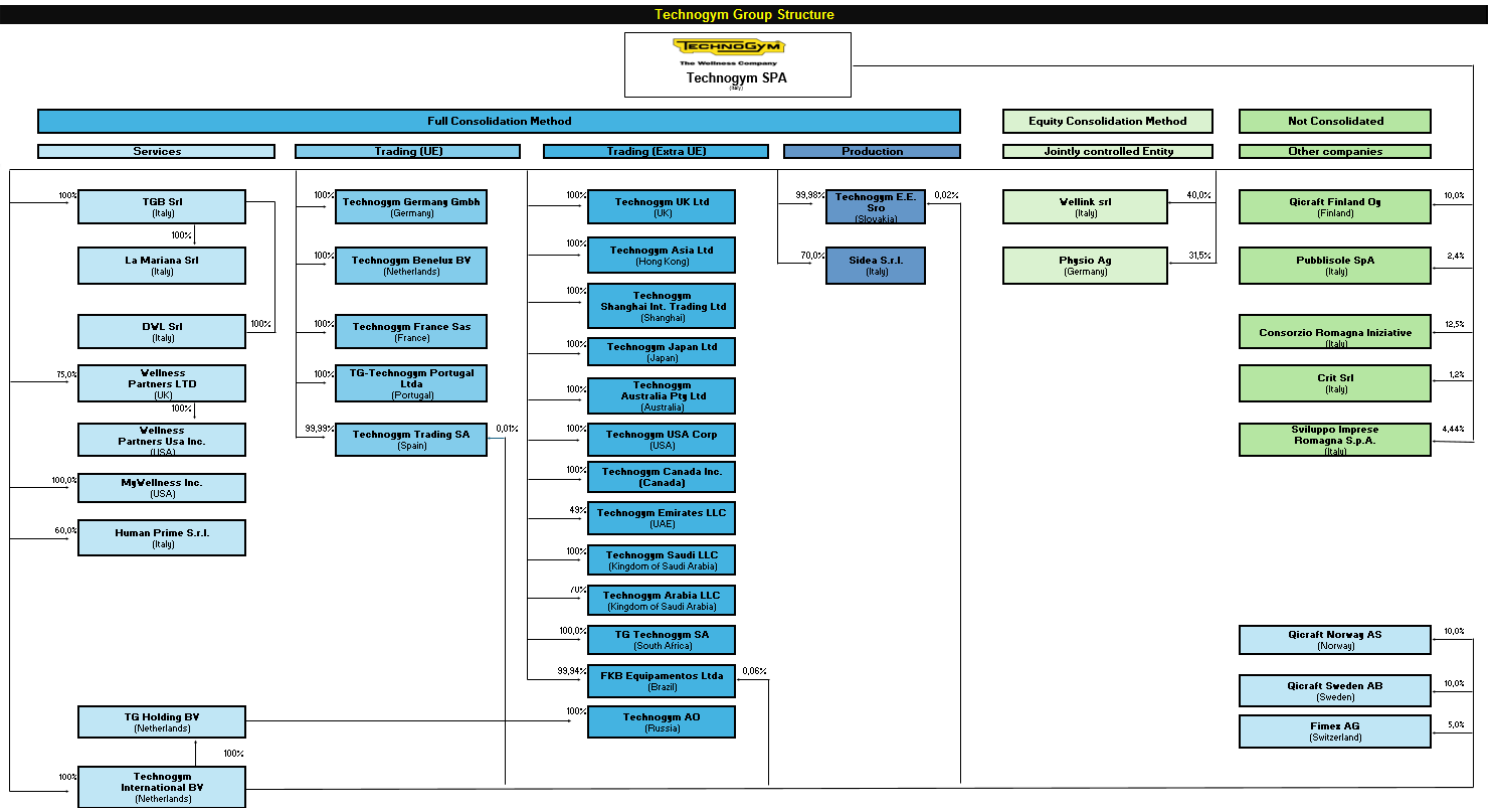 Technogym Group Structure
TECHNOGYM
The Wellness Company
Technogym SPA
(Italy)
Full Consolidation Method
Equity Consolidation Method
Not Consolidated
Services
Trading (UE)
Trading (Extra UE)
Production
Jointly controlled Entity
Other companies
100%
TGB Srl
(Italy)
100%
La Mariana Srl
(Italy)
DWL Srl
(Italy)
100%
75,0%
Wellness
Partners LTD
(UK)
100%
Wellness
Partners Usa Inc.
(USA)
100,0%
MyWellness Inc.
(USA)
60,0%
Human Prime S.r.l.
(Italy)
TG Holding BV
(Netherlands)
100%
100%
Technogym
International BV
(Netherlands)
100%
Technogym Germany Gmbh
(Germany)
100%
Technogym Benelux BV
(Netherlands)
100%
Technogym France Sas
(France)
100%
TG-Technogym Portugal
Ltda
(Portugal)
99,99%
Technogym Trading SA
(Spain)
0,01%
100%
Technogym UK Ltd
(UK)
100%
Technogym Asia Ltd
(Hong Kong)
100%
Technogym
Shanghai Int. Trading Ltd
(Shanghai)
100%
Technogym Japan Ltd
(Japan)
100%
Technogym
Australia Pty Ltd
(Australia)
100%
Technogym USA Corp
(USA)
100%
Technogym Canada Inc.
(Canada)
49%
Technogym Emirates LLC
(UAE)
100%
Technogym Saudi LLC
(Kingdom of Saudi Arabia)
70%
Technogym Arabia LLC
(Kingdom of Saudi Arabia)
100,0%
TG Technogym SA
(South Africa)
99,94%
FKB Equipamentos Ltda
(Brazil)
0,06%
100%
Technogym AO
(Russia)
99,98%
Technogym E.E.
Sro
(Slovakia)
0,02%
70,0%
Sidea S.r.l.
(Italy)
Wellink srl
(Italy)
40,0%
Physio Ag
(Germany)
31,5%
Qicraft Finland Oy
(Finland)
10,0%
Pubblisole SpA
(Italy)
2,4%
Consorzio Romagna Iniziative
(Italy)
12,5%
Crit Srl
(Italy)
1,2%
Sviluppo Imprese
Romagna S.p.A.
(Italy)
4,44%
Qicraft Norway AS
(Norway)
10,0%
Qicraft Sweden AB
(Sweden)
10,0%
Fimex AG
(Switzerland)
5,0%